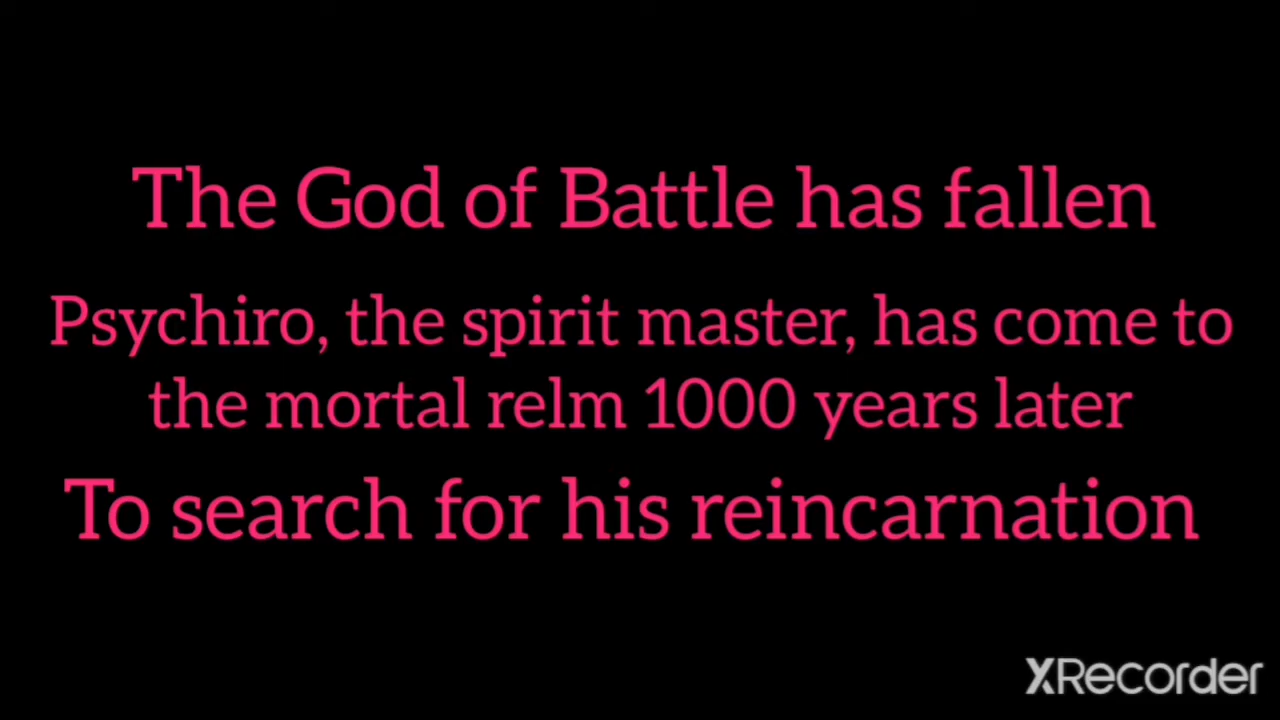 The God of Battle has fallen
Psychiro, the spirit master, has come to
the mortal relm 1000 years later
To search for his reincarnation
XRecorder